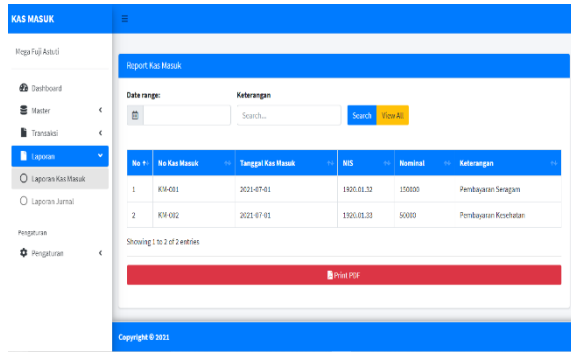 KAS MASUK
Mega Fuji Astuti
Dashboard
Master
Transaksi
Laporan
Laporan Kas Masuk
Laporan Jurnal
Pengaturan
Pengaturan
Report Kas Masuk
Date range: Keterangan
Search... Search View All
No No Kas Masuk Tanggal Kas Masuk NIS Nominal Keterangan
1 KM-001 2021-07-01 1920.01.32 150000 Pembayaran Seragam
2 KM-002 2021-07-01 1920.01.33 50000 Pembayaran Kesehatan
Showing 1 to 2 of 2 entries
Print PDF
Copyright © 2021